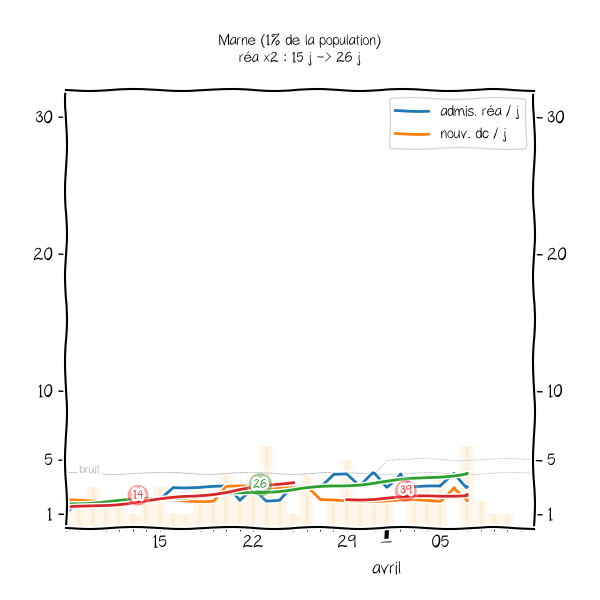 Marne (1% de la population)
réa x2 : 15 j -> 26 j
admis. réa / j
nouv. dc / j
30 30
20 20
10 10
5 5
bruit
26
14 39
1 1
15 22 29 1 05
avril